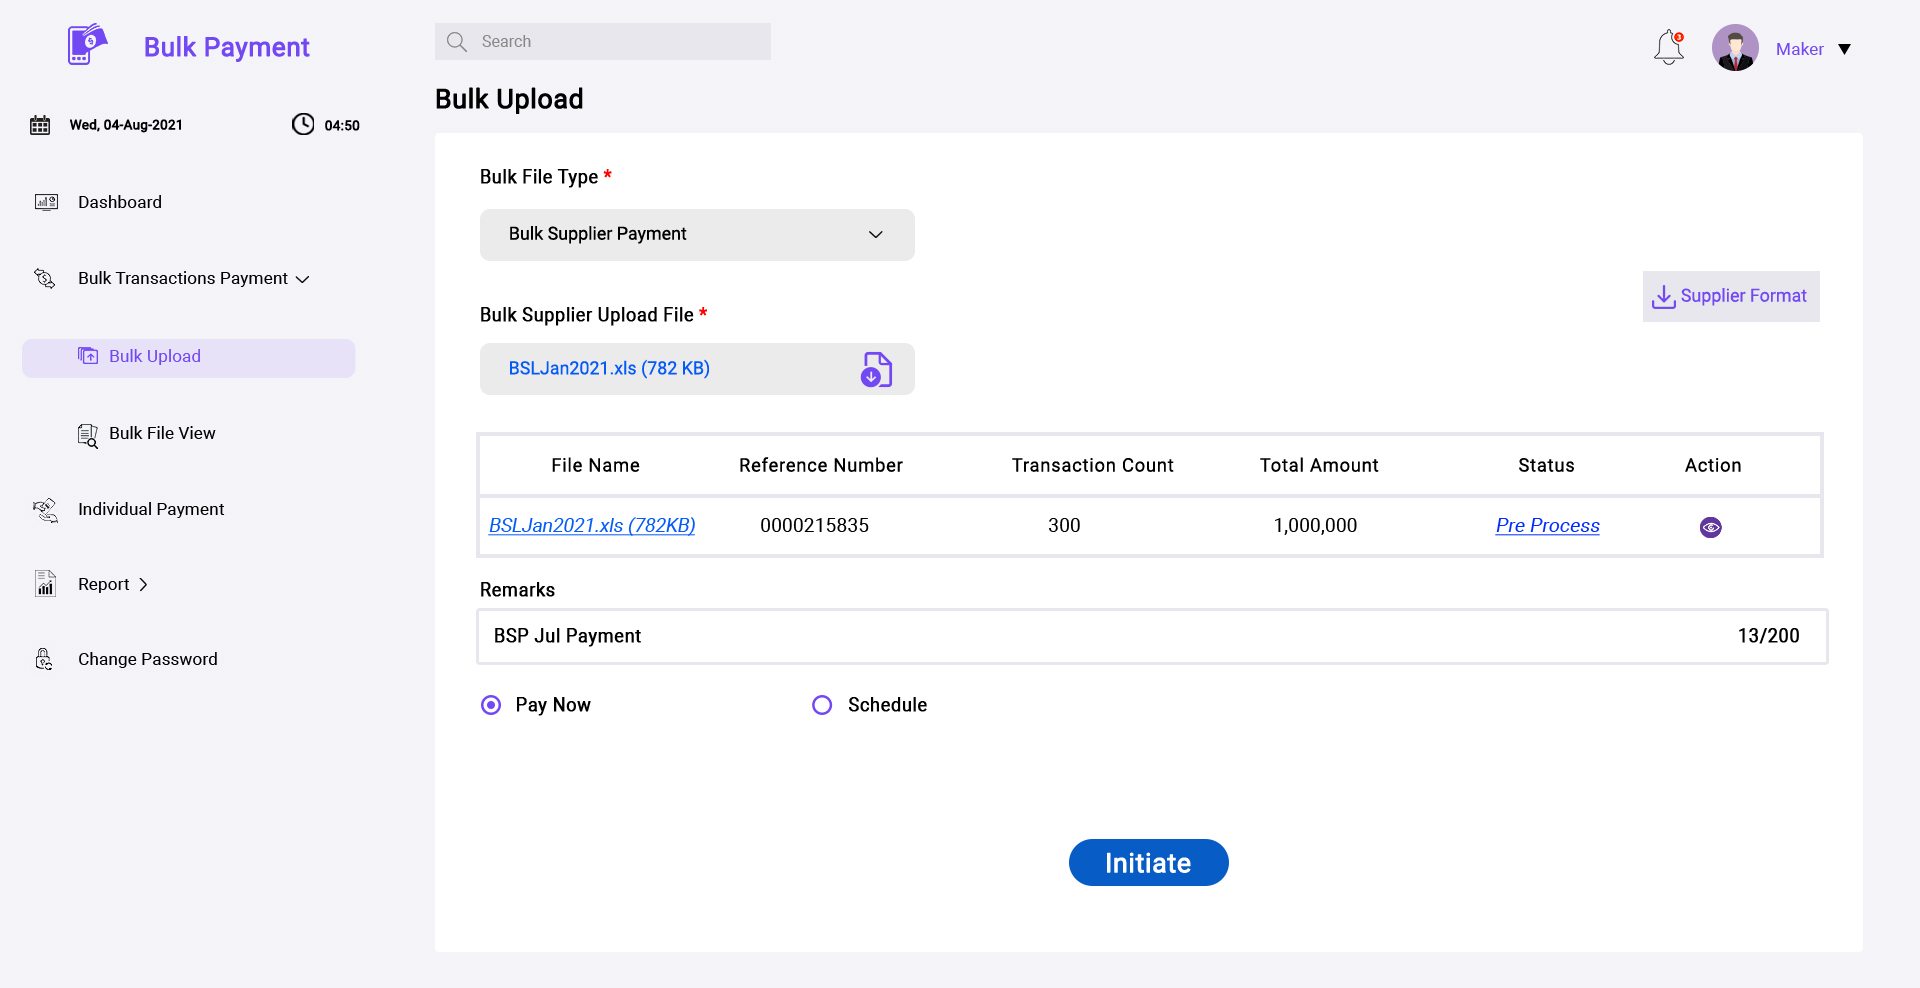 Bulk Payment
Search
3
Maker
Wed, 04-Aug-2021
04:50
Dashboard
Bulk Transactions Payment
Bulk Upload
Bulk File View
Individual Payment
Report
Change Password
Bulk Upload
Bulk File Type *
Bulk Supplier Payment
Supplier Format
Bulk Supplier Upload File *
BSLJan2021.xls (782 KB)
File Name Reference Number Transaction Count Total Amount Status Action
BSLJan2021.xls (782KB) 0000215835 300 1,000,000 Pre Process
Remarks
BSP Jul Payment 13/200
Pay Now Schedule
Initiate